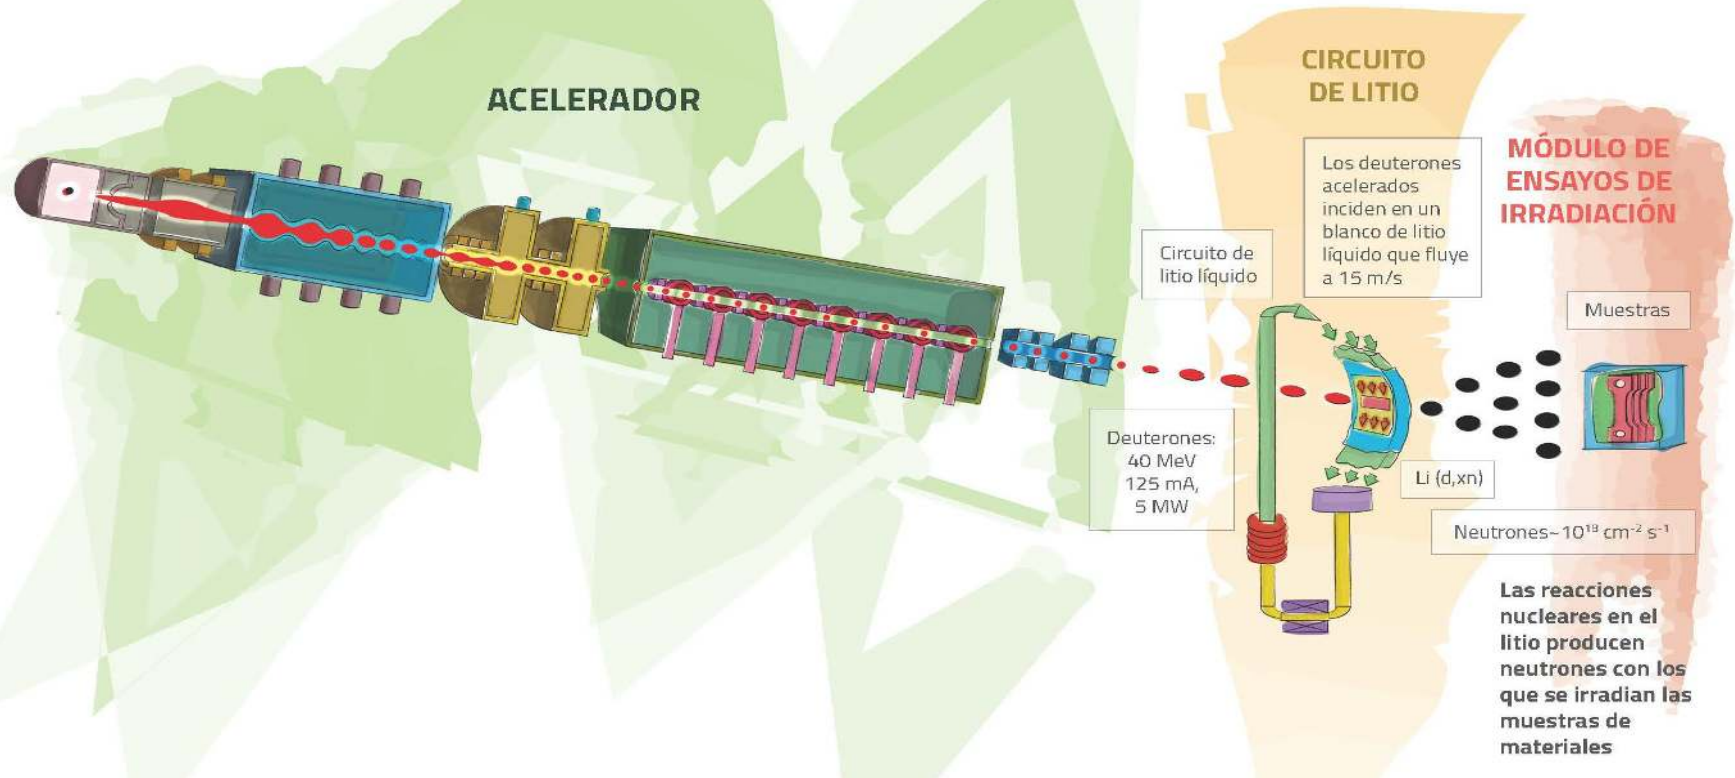 ACELERADOR
CIRCUITO
DE LITIO
MÓDULO DE
ENSAYOS DE
IRRADIACIÓN
Los deuterones
acelerados
inciden en un
blanco de litio
líquido que fluye
a 15 m/s
Circuito de
litio líquido
Muestras
Deuterones:
40 MeV
125 mA,
5 MW
Li (d,xn)
Neutrones~10¹⁸ cm⁻² s⁻¹
Las reacciones
nucleares en el
litio producen
neutrones con los
que se irradian las
muestras de
materiales